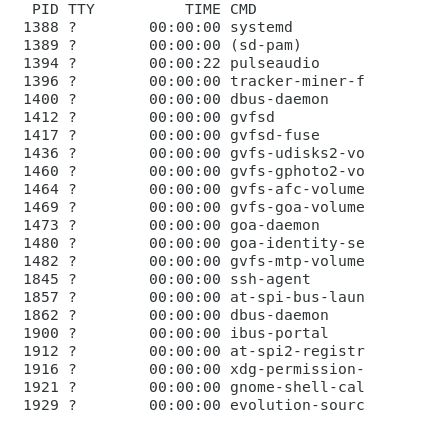 PID TTY          TIME CMD
1388 ?        00:00:00 systemd
1389 ?        00:00:00 (sd-pam)
1394 ?        00:00:22 pulseaudio
1396 ?        00:00:00 tracker-miner-f
1400 ?        00:00:00 dbus-daemon
1412 ?        00:00:00 gvfsd
1417 ?        00:00:00 gvfsd-fuse
1436 ?        00:00:00 gvfs-udisks2-vo
1460 ?        00:00:00 gvfs-gphoto2-vo
1464 ?        00:00:00 gvfs-afc-volume
1469 ?        00:00:00 gvfs-goa-volume
1473 ?        00:00:00 goa-daemon
1480 ?        00:00:00 goa-identity-se
1482 ?        00:00:00 gvfs-mtp-volume
1845 ?        00:00:00 ssh-agent
1857 ?        00:00:00 at-spi-bus-laun
1862 ?        00:00:00 dbus-daemon
1900 ?        00:00:00 ibus-portal
1912 ?        00:00:00 at-spi2-registr
1916 ?        00:00:00 xdg-permission-
1921 ?        00:00:00 gnome-shell-cal
1929 ?        00:00:00 evolution-sourc